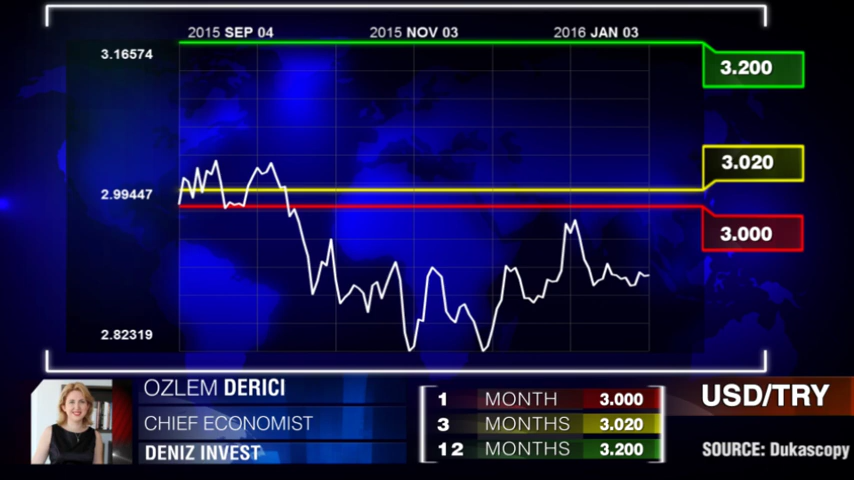 2015 SEP 04
2015 NOV 03
2016 JAN 03
3.16574
2.99447
2.82319
3.200
3.020
3.000
OZLEM DERICI
CHIEF ECONOMIST
DENIZ INVEST
1 MONTH 3.000
3 MONTHS 3.020
12 MONTHS 3.200
USD/TRY
SOURCE: Dukascopy